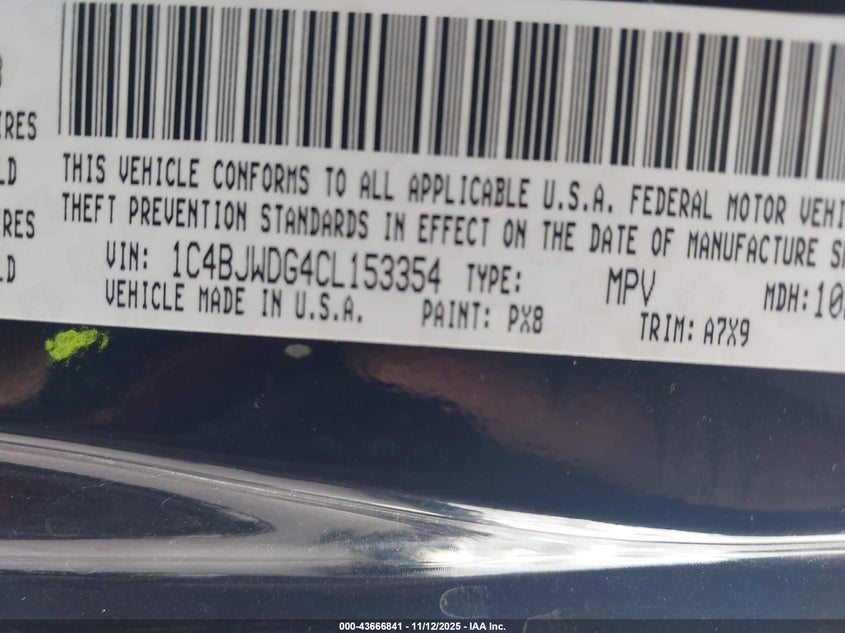 IRES
THIS VEHICLE CONFORMS TO ALL APPLICABLE U.S.A. FEDERAL MOTOR VEHI
LD
THEFT PREVENTION STANDARDS IN EFFECT ON THE DATE OF MANUFACTURE
IRES
VIN: 1C4BJWDG4CL153354 TYPE: MPV MDH: 10
LD
VEHICLE MADE IN U.S.A. PAINT: PX8 TRIM: A7X9
000-43666841 - 11/12/2025 - IAA Inc.